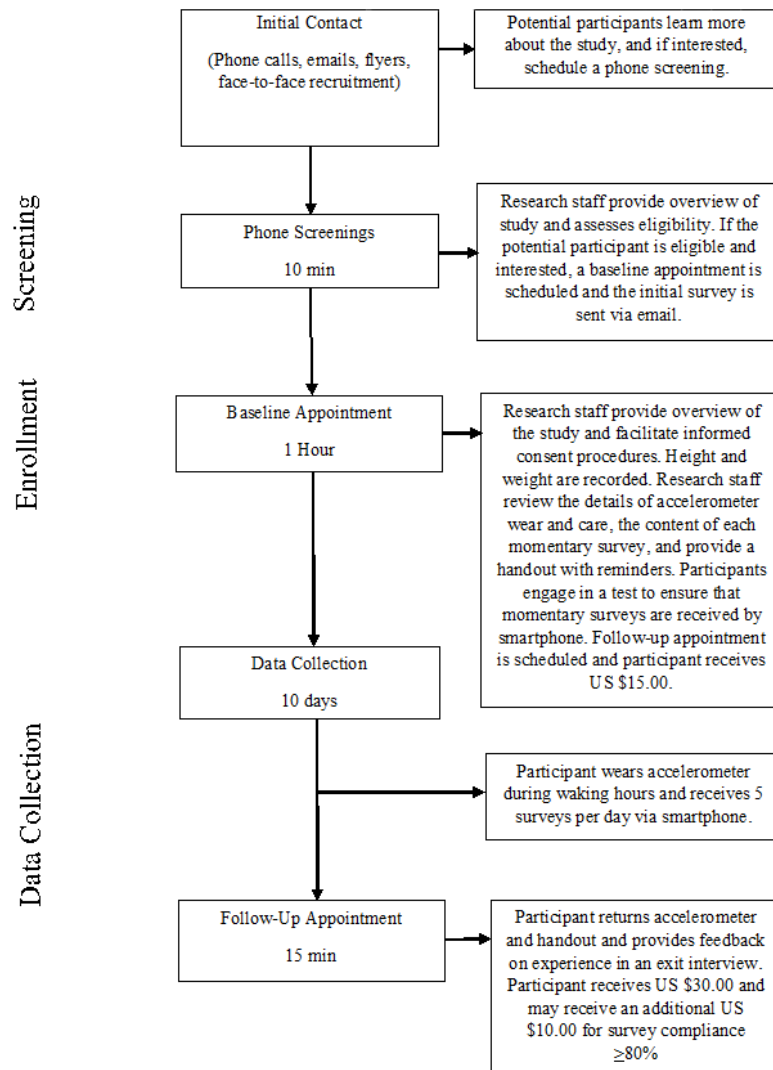 Initial Contact
(Phone calls, emails, flyers,
face-to-face recruitment)
Potential participants learn more
about the study, and if interested,
schedule a phone screening.
Screening
Phone Screenings
10 min
Research staff provide overview of
study and assesses eligibility. If the
potential participant is eligible and
interested, a baseline appointment is
scheduled and the initial survey is
sent via email.
Enrollment
Baseline Appointment
1 Hour
Research staff provide overview of
the study and facilitate informed
consent procedures. Height and
weight are recorded. Research staff
review the details of accelerometer
wear and care, the content of each
momentary survey, and provide a
handout with reminders. Participants
engage in a test to ensure that
momentary surveys are received by
smartphone. Follow-up appointment
is scheduled and participant receives
US $15.00.
Data Collection
Data Collection
10 days
Participant wears accelerometer
during waking hours and receives 5
surveys per day via smartphone.
Follow-Up Appointment
15 min
Participant returns accelerometer
and handout and provides feedback
on experience in an exit interview.
Participant receives US $30.00 and
may receive an additional US
$10.00 for survey compliance
≥80%